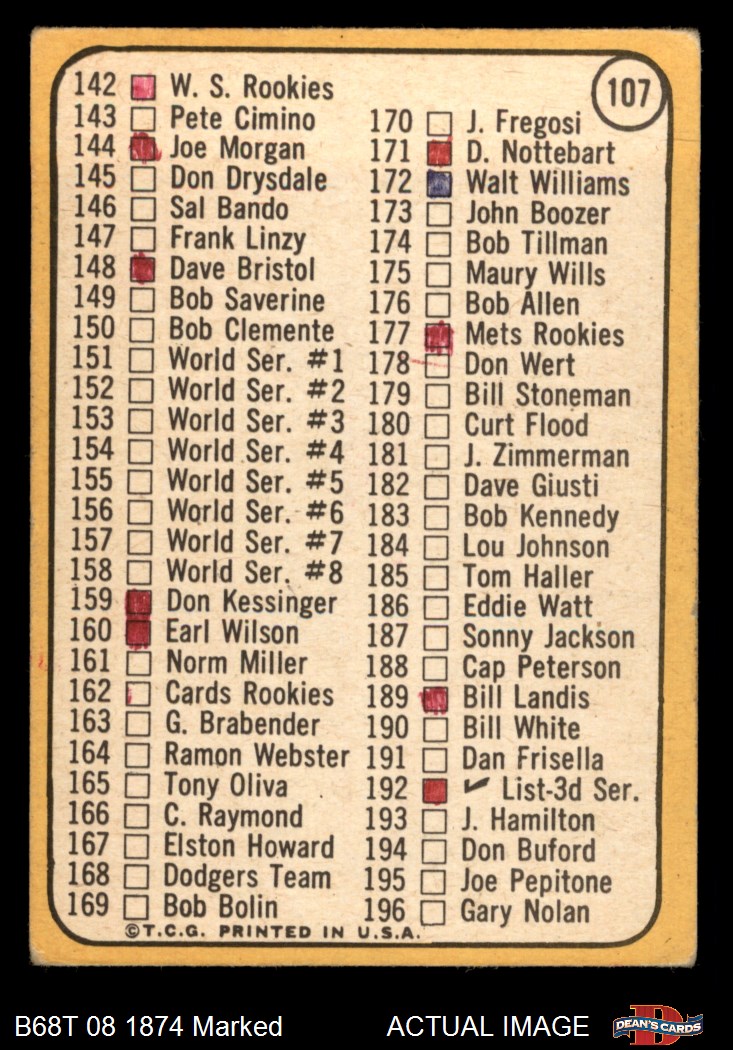 107
142 W. S. Rookies
143 Pete Cimino
144 Joe Morgan
145 Don Drysdale
146 Sal Bando
147 Frank Linzy
148 Dave Bristol
149 Bob Saverine
150 Bob Clemente
151 World Ser. #1
152 World Ser. #2
153 World Ser. #3
154 World Ser. #4
155 World Ser. #5
156 World Ser. #6
157 World Ser. #7
158 World Ser. #8
159 Don Kessinger
160 Earl Wilson
161 Norm Miller
162 Cards Rookies
163 G. Brabender
164 Ramon Webster
165 Tony Oliva
166 C. Raymond
167 Elston Howard
168 Dodgers Team
169 Bob Bolin
170 J. Fregosi
171 D. Nottebart
172 Walt Williams
173 John Boozer
174 Bob Tillman
175 Maury Wills
176 Bob Allen
177 Mets Rookies
178 Don Wert
179 Bill Stoneman
180 Curt Flood
181 J. Zimmerman
182 Dave Giusti
183 Bob Kennedy
184 Lou Johnson
185 Tom Haller
186 Eddie Watt
187 Sonny Jackson
188 Cap Peterson
189 Bill Landis
190 Bill White
191 Dan Frisella
192 ✓ List-3d Ser.
193 J. Hamilton
194 Don Buford
195 Joe Pepitone
196 Gary Nolan
©T.C.G. PRINTED IN U.S.A.
B68T 08 1874 Marked ACTUAL IMAGE
D
DEAN'S CARDS